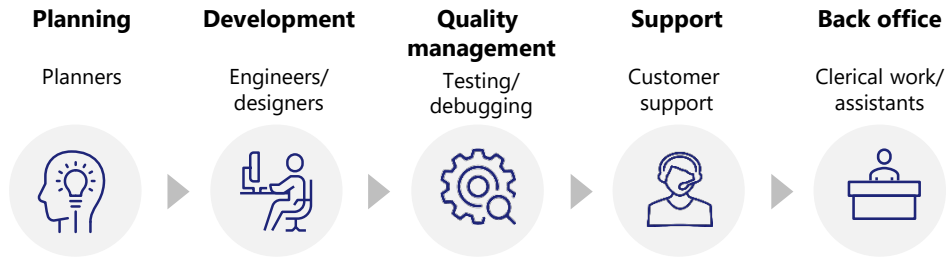 Planning
Planners
Development
Engineers/
designers
Quality
management
Testing/
debugging
Support
Customer
support
Back office
Clerical work/
assistants